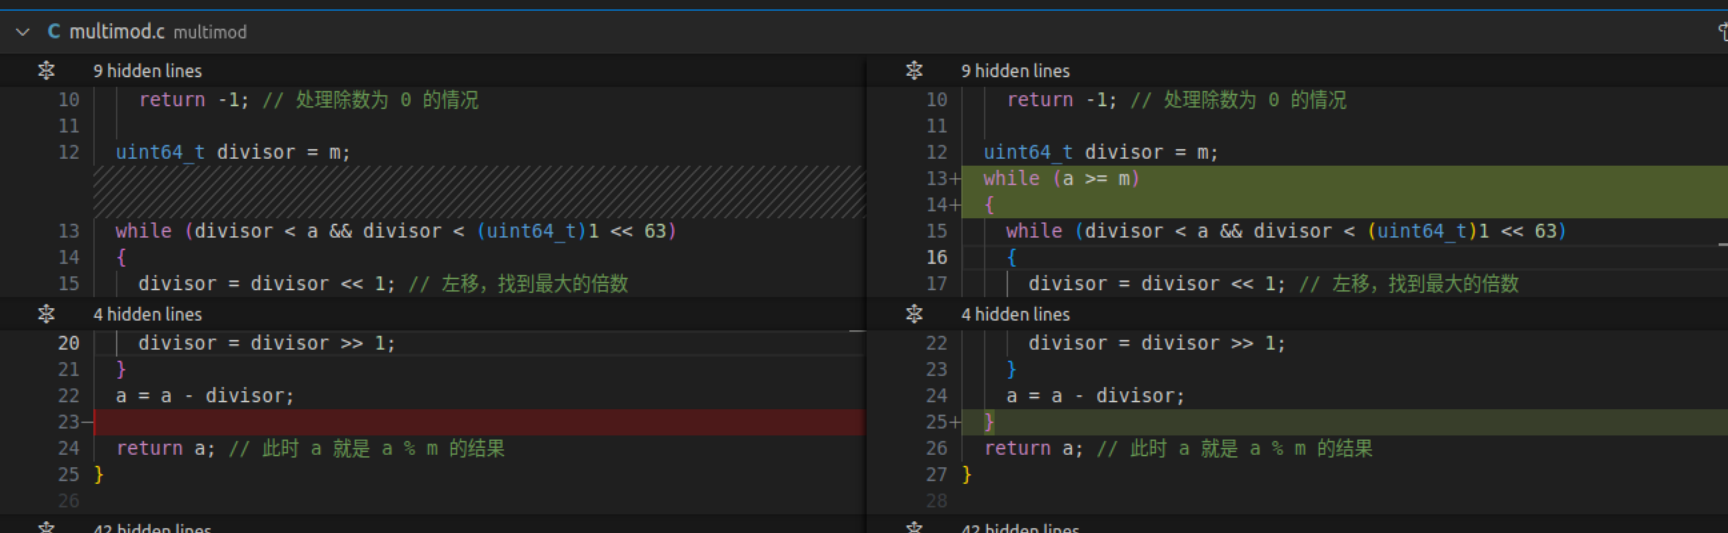 multimod.c multimod
9 hidden lines
10 return -1; // 处理除数为 0 的情况
11
12 uint64_t divisor = m;
13 while (divisor < a && divisor < (uint64_t)1 << 63)
14 {
15 divisor = divisor << 1; // 左移，找到最大的倍数
4 hidden lines
20 divisor = divisor >> 1;
21 }
22 a = a - divisor;
23—
24 return a; // 此时 a 就是 a % m 的结果
25 }
26
42 hidden lines
9 hidden lines
10 return -1; // 处理除数为 0 的情况
11
12 uint64_t divisor = m;
13+ while (a >= m)
14+ {
15 while (divisor < a && divisor < (uint64_t)1 << 63)
16 {
17 divisor = divisor << 1; // 左移，找到最大的倍数
4 hidden lines
22 divisor = divisor >> 1;
23 }
24 a = a - divisor;
25+ }
26 return a; // 此时 a 就是 a % m 的结果
27 }
28
42 hidden lines